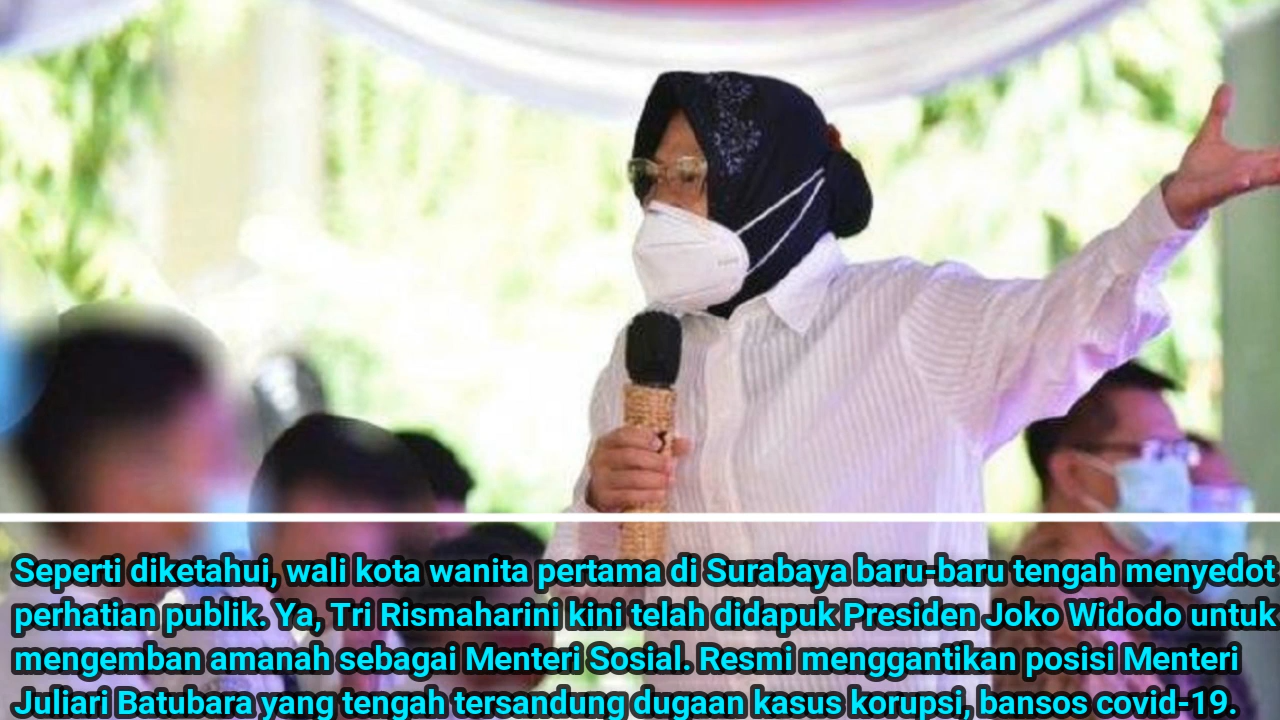 Seperti diketahui, wali kota wanita pertama di Surabaya baru-baru tengah menyedot
perhatian publik. Ya, Tri Rismaharini kini telah didapuk Presiden Joko Widodo untuk
mengemban amanah sebagai Menteri Sosial. Resmi menggantikan posisi Menteri
Juliari Batubara yang tengah tersandung dugaan kasus korupsi, bansos covid-19.